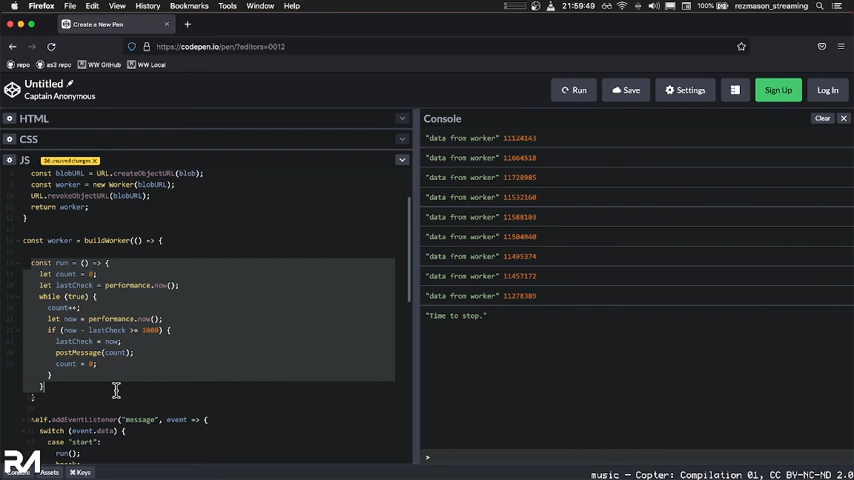 Firefox File Edit View History Bookmarks Tools Window Help 100% 21:59:49 rezmason_streaming
Create a New Pen
https://codepen.io/pen/?editors=0012
repo as3 repo WW GitHub WW Local
Untitled
Captain Anonymous
Run Save Settings Sign Up Log In
HTML
CSS
JS 26 unsaved changes X
const blobURL = URL.createObjectURL(blob);
const worker = new Worker(blobURL);
URL.revokeObjectURL(blobURL);
return worker;
}
const worker = buildWorker(() => {
const run = () => {
let count = 0;
let lastCheck = performance.now();
while (true) {
count++;
let now = performance.now();
if (now - lastCheck >= 1000) {
lastCheck = now;
postMessage(count);
count = 0;
}
}
};
self.addEventListener("message", event => {
switch (event.data) {
case "start":
run();
break;
Console Assets ⌘ Keys
Console
Clear
"data from worker" 11124143
"data from worker" 11664518
"data from worker" 11728985
"data from worker" 11532160
"data from worker" 11588103
"data from worker" 11504940
"data from worker" 11495374
"data from worker" 11457172
"data from worker" 11278389
"Time to stop."
>
music – Copter: Compilation 01, CC BY-NC-ND 2.0